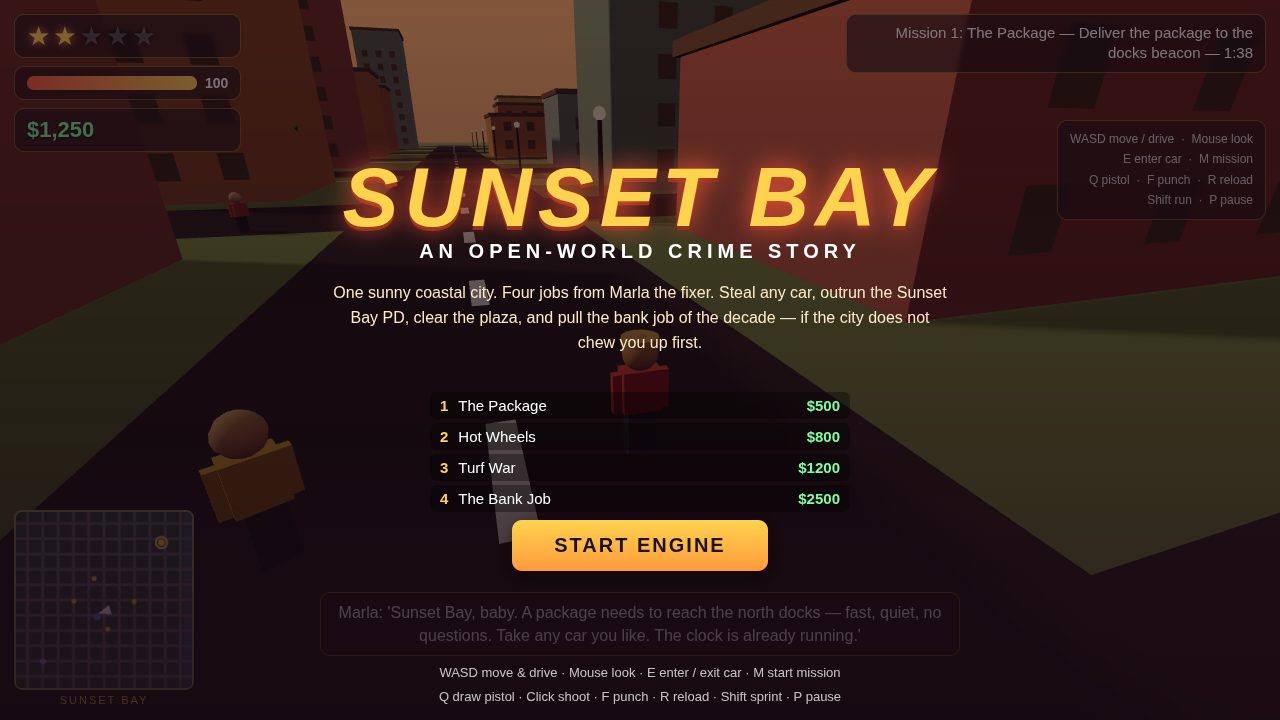 ★★★★★
100
$1,250
Mission 1: The Package — Deliver the package to the
docks beacon — 1:38
WASD move / drive · Mouse look
E enter car · M mission
Q pistol · F punch · R reload
Shift run · P pause
SUNSET BAY
AN OPEN-WORLD CRIME STORY
One sunny coastal city. Four jobs from Marla the fixer. Steal any car, outrun the Sunset
Bay PD, clear the plaza, and pull the bank job of the decade — if the city does not
chew you up first.
1 The Package $500
2 Hot Wheels $800
3 Turf War $1200
4 The Bank Job $2500
START ENGINE
Marla: 'Sunset Bay, baby. A package needs to reach the north docks — fast, quiet, no
questions. Take any car you like. The clock is already running.'
WASD move & drive · Mouse look · E enter / exit car · M start mission
Q draw pistol · Click shoot · F punch · R reload · Shift sprint · P pause
SUNSET BAY